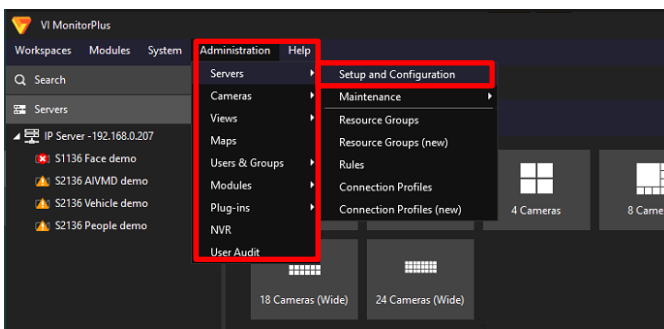 VI MonitorPlus
Workspaces Modules System Administration Help
Search
Servers
IP Server -192.168.0.207
S1136 Face demo
S2136 AIVMD demo
S2136 Vehicle demo
S2136 People demo
Servers
Cameras
Views
Maps
Users & Groups
Modules
Plug-ins
NVR
User Audit
Setup and Configuration
Maintenance
Resource Groups
Resource Groups (new)
Rules
Connection Profiles
Connection Profiles (new)
4 Cameras
8 Came
18 Cameras (Wide)
24 Cameras (Wide)